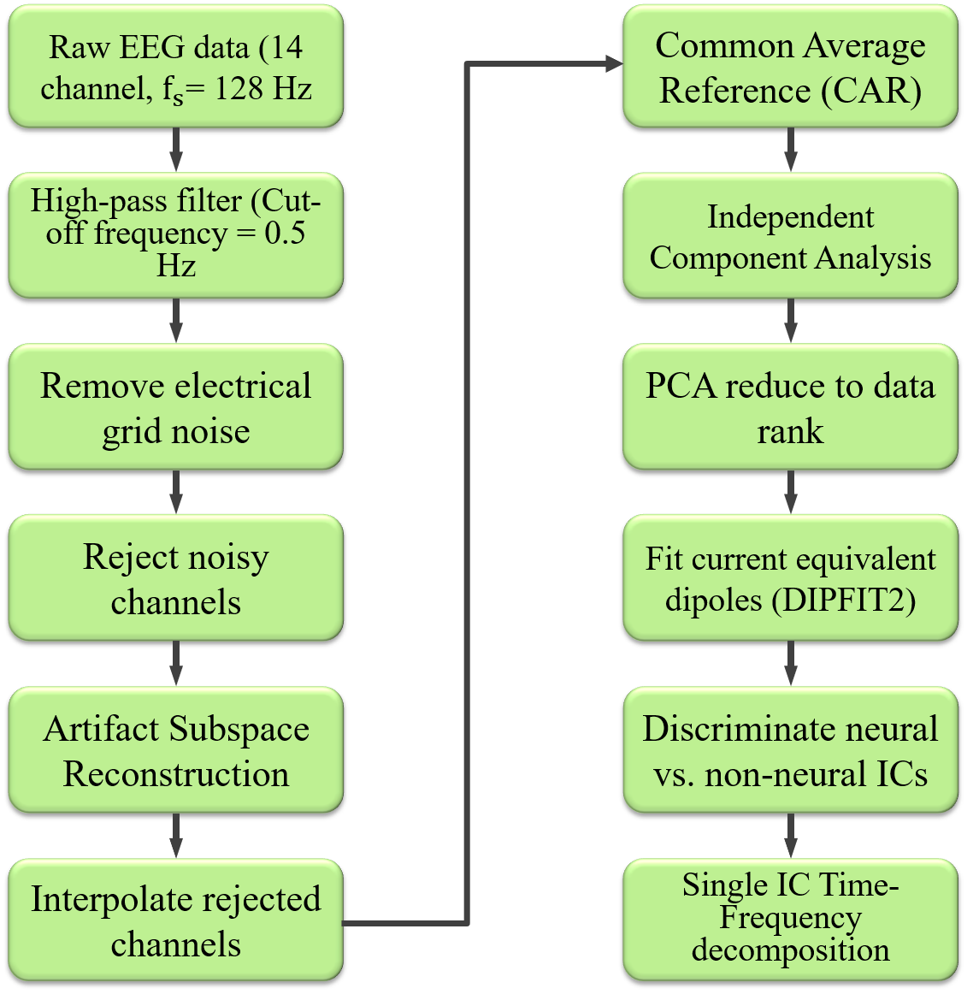 Raw EEG data (14
channel, fₛ= 128 Hz
High-pass filter (Cut-
off frequency = 0.5
Hz
Remove electrical
grid noise
Reject noisy
channels
Artifact Subspace
Reconstruction
Interpolate rejected
channels
Common Average
Reference (CAR)
Independent
Component Analysis
PCA reduce to data
rank
Fit current equivalent
dipoles (DIPFIT2)
Discriminate neural
vs. non-neural ICs
Single IC Time-
Frequency
decomposition